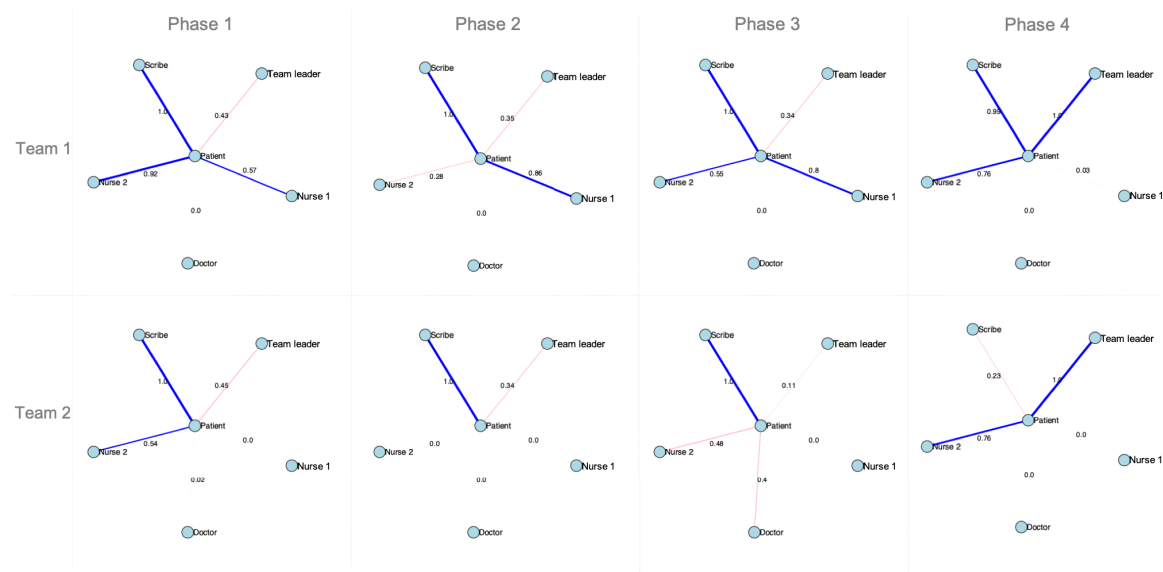 Phase 1
Phase 2
Phase 3
Phase 4
Team 1
Scribe
Team leader
1.0
0.43
Patient
0.92
0.57
Nurse 2
Nurse 1
0.0
Doctor
Scribe
Team leader
1.0
0.35
Patient
0.28
0.86
Nurse 2
Nurse 1
0.0
Doctor
Scribe
Team leader
1.0
0.34
Patient
0.55
0.8
Nurse 2
Nurse 1
0.0
Doctor
Scribe
Team leader
0.99
1.0
Patient
0.76
0.03
Nurse 2
Nurse 1
0.0
Doctor
Team 2
Scribe
Team leader
1.0
0.45
Patient
0.54
0.0
Nurse 2
Nurse 1
0.02
Doctor
Scribe
Team leader
1.0
0.34
Patient
0.0
0.0
Nurse 2
Nurse 1
0.0
Doctor
Scribe
Team leader
1.0
0.11
Patient
0.48
0.0
Nurse 2
Nurse 1
0.4
Doctor
Scribe
Team leader
0.23
1.0
Patient
0.76
0.0
Nurse 2
Nurse 1
0.0
Doctor